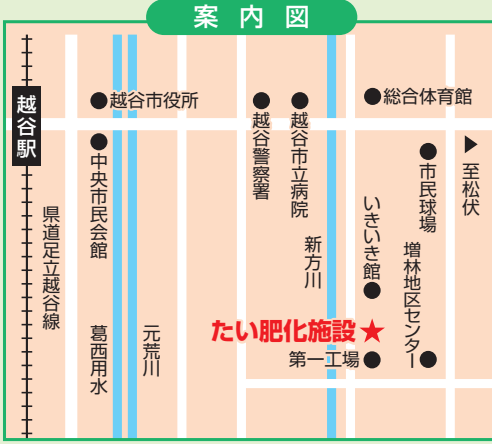 案内図
越谷駅
越谷市役所
中央市民会館
県道足立越谷線
葛西用水
元荒川
越谷警察署
越谷市立病院
新方川
総合体育館
いきいき館
市民球場
増林地区センター
至松伏
たい肥化施設
第一工場